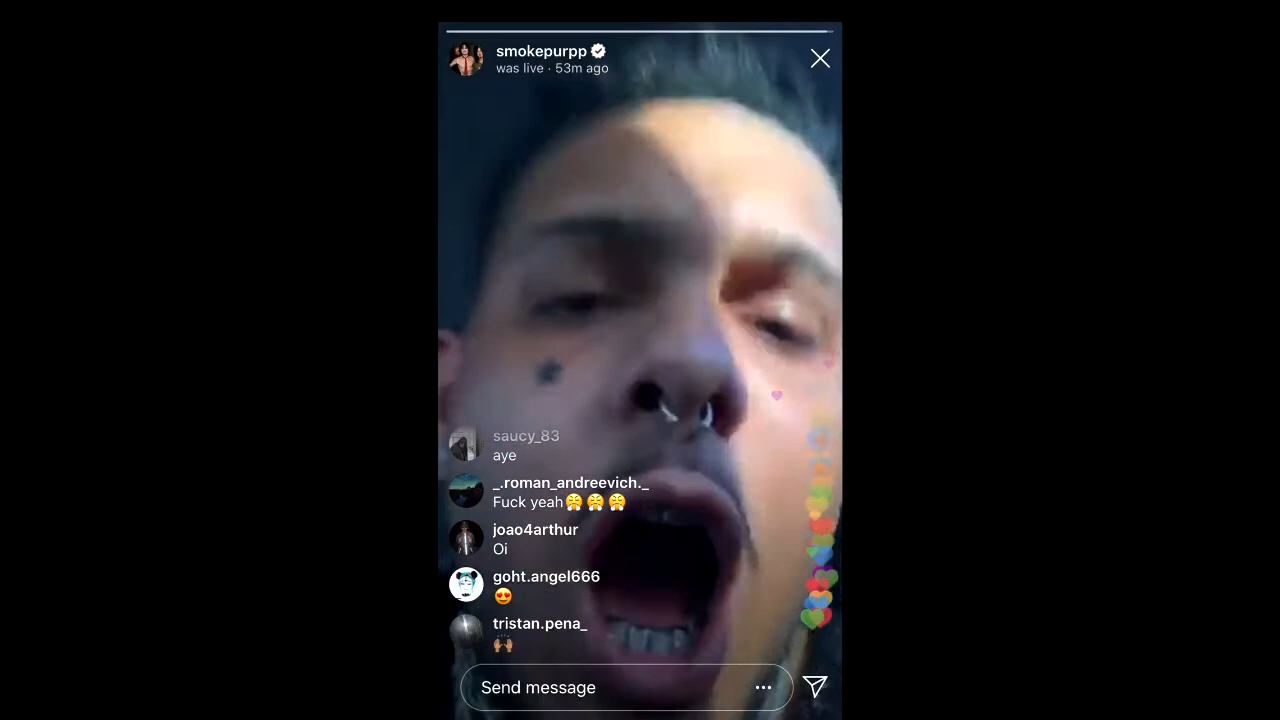 smokepurpp
was live · 53m ago
saucy_83
aye
_.roman_andreevich._
Fuck yeah😤😤😤
joao4arthur
Oi
goht.angel666
😍
tristan.pena_
🙌🏽
Send message